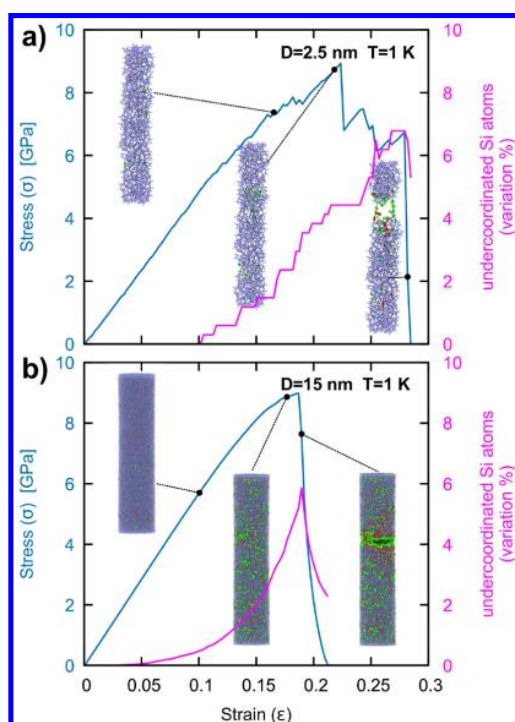 a)
D=2.5 nm T=1 K
10
8
6
4
2
0
Stress (σ) [GPa]
10
8
6
4
2
0
undercoordinated Si atoms
(variation %)
b)
D=15 nm T=1 K
10
8
6
4
2
0
Stress (σ) [GPa]
10
8
6
4
2
0
undercoordinated Si atoms
(variation %)
0 0.05 0.1 0.15 0.2 0.25 0.3
Strain (ε)